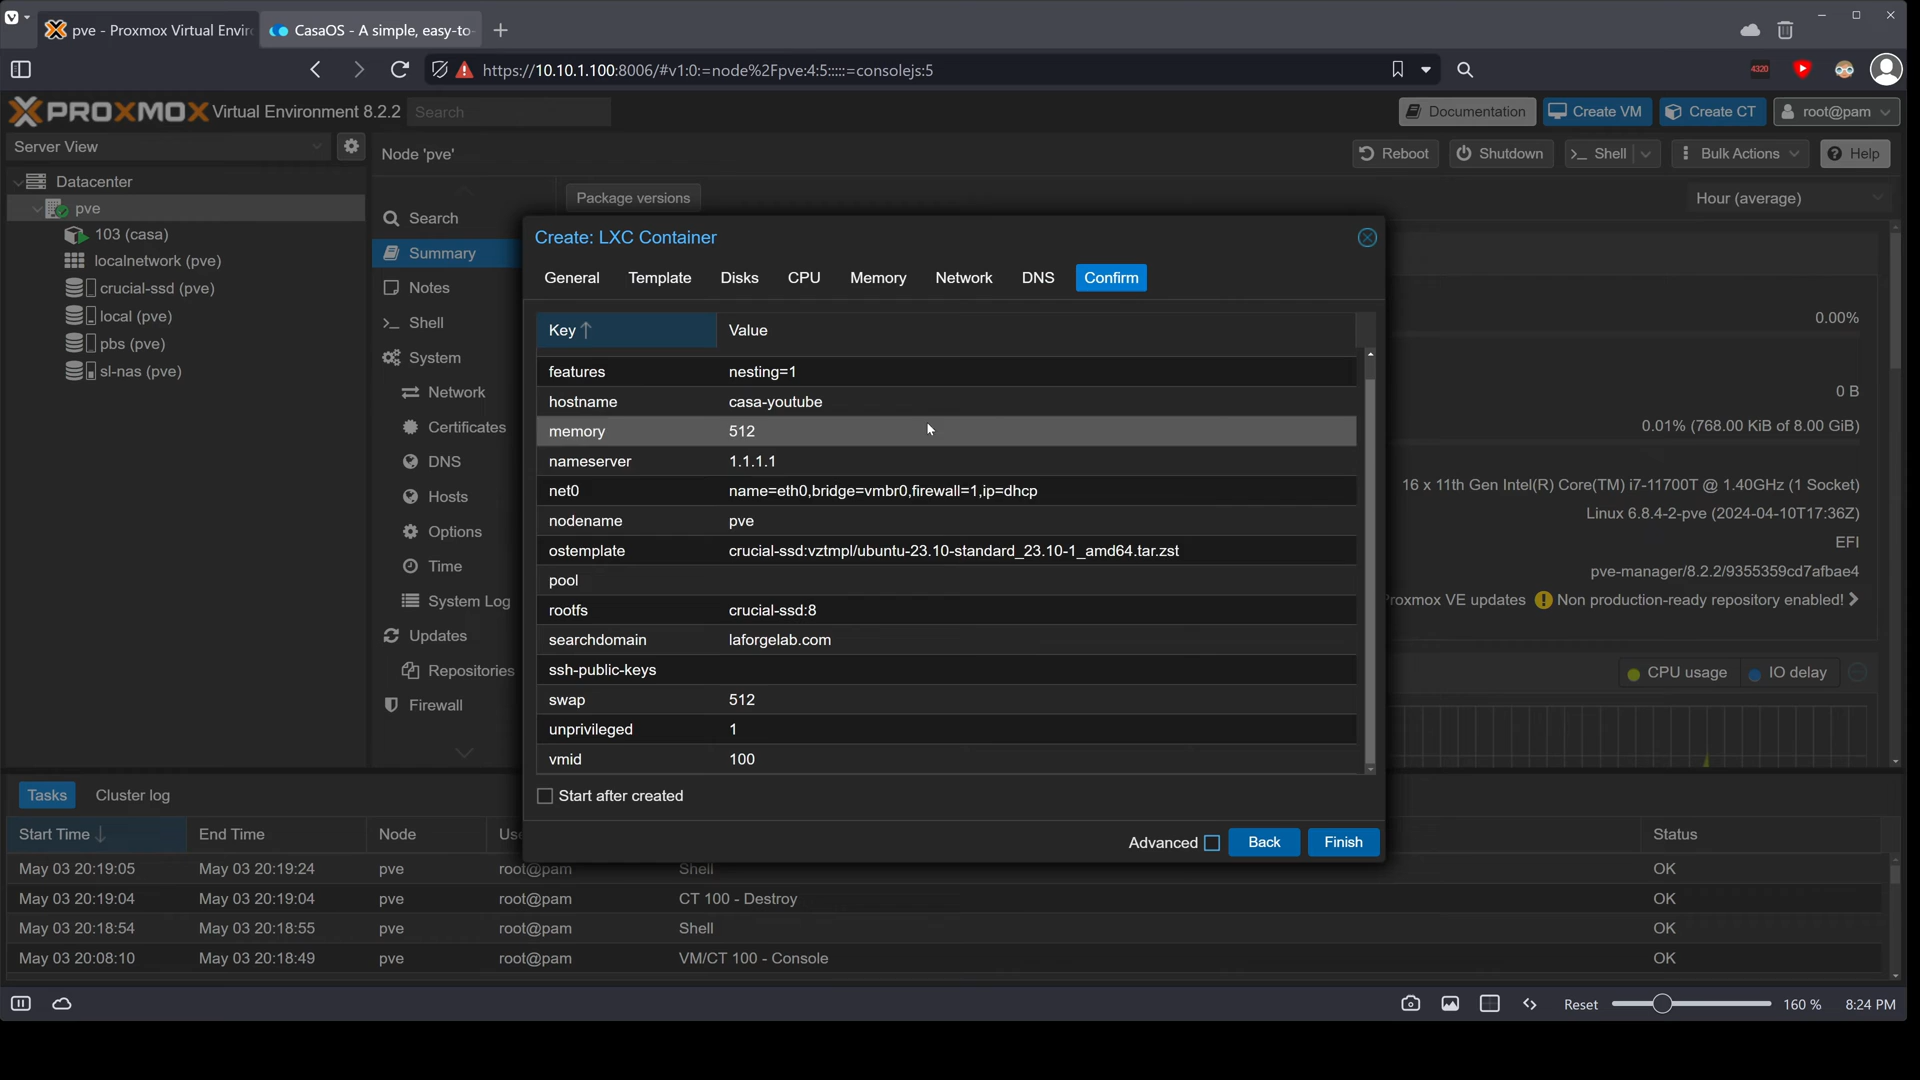 pve - Proxmox Virtual Envir
CasaOS - A simple, easy-to-
https://10.10.1.100:8006/#v1:0:=node%2Fpve:4:5:::::=consolejs:5
4320
PROXMOX Virtual Environment 8.2.2
Search
Documentation
Create VM
Create CT
root@pam
Server View
Node 'pve'
Reboot
Shutdown
Shell
Bulk Actions
Help
Datacenter
pve
103 (casa)
localnetwork (pve)
crucial-ssd (pve)
local (pve)
pbs (pve)
sl-nas (pve)
Search
Summary
Notes
Shell
System
Network
Certificates
DNS
Hosts
Options
Time
System Log
Updates
Repositories
Firewall
Package versions
Hour (average)
Create: LXC Container
General
Template
Disks
CPU
Memory
Network
DNS
Confirm
Key
Value
features nesting=1
hostname casa-youtube
memory 512
nameserver 1.1.1.1
net0 name=eth0,bridge=vmbr0,firewall=1,ip=dhcp
nodename pve
ostemplate crucial-ssd:vztmpl/ubuntu-23.10-standard_23.10-1_amd64.tar.zst
pool
rootfs crucial-ssd:8
searchdomain laforgelab.com
ssh-public-keys
swap 512
unprivileged 1
vmid 100
Start after created
Advanced
Back
Finish
0.00%
0 B
0.01% (768.00 KiB of 8.00 GiB)
16 x 11th Gen Intel(R) Core(TM) i7-11700T @ 1.40GHz (1 Socket)
Linux 6.8.4-2-pve (2024-04-10T17:36Z)
EFI
pve-manager/8.2.2/9355359cd7afbae4
Proxmox VE updates Non production-ready repository enabled!
CPU usage
IO delay
Tasks
Cluster log
Start Time End Time Node Use Status
May 03 20:19:05 May 03 20:19:24 pve root@pam Shell OK
May 03 20:19:04 May 03 20:19:04 pve root@pam CT 100 - Destroy OK
May 03 20:18:54 May 03 20:18:55 pve root@pam Shell OK
May 03 20:08:10 May 03 20:18:49 pve root@pam VM/CT 100 - Console OK
Reset
160 %
8:24 PM